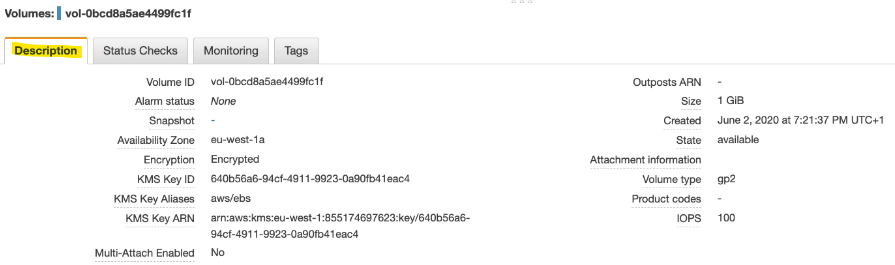 Volumes: vol-0bcd8a5ae4499fc1f
Description Status Checks Monitoring Tags
Volume ID vol-0bcd8a5ae4499fc1f
Alarm status None
Snapshot -
Availability Zone eu-west-1a
Encryption Encrypted
KMS Key ID 640b56a6-94cf-4911-9923-0a90fb41eac4
KMS Key Aliases aws/ebs
KMS Key ARN arn:aws:kms:eu-west-1:855174697623:key/640b56a6-
94cf-4911-9923-0a90fb41eac4
Multi-Attach Enabled No
Outposts ARN -
Size 1 GiB
Created June 2, 2020 at 7:21:37 PM UTC+1
State available
Attachment information
Volume type gp2
Product codes -
IOPS 100